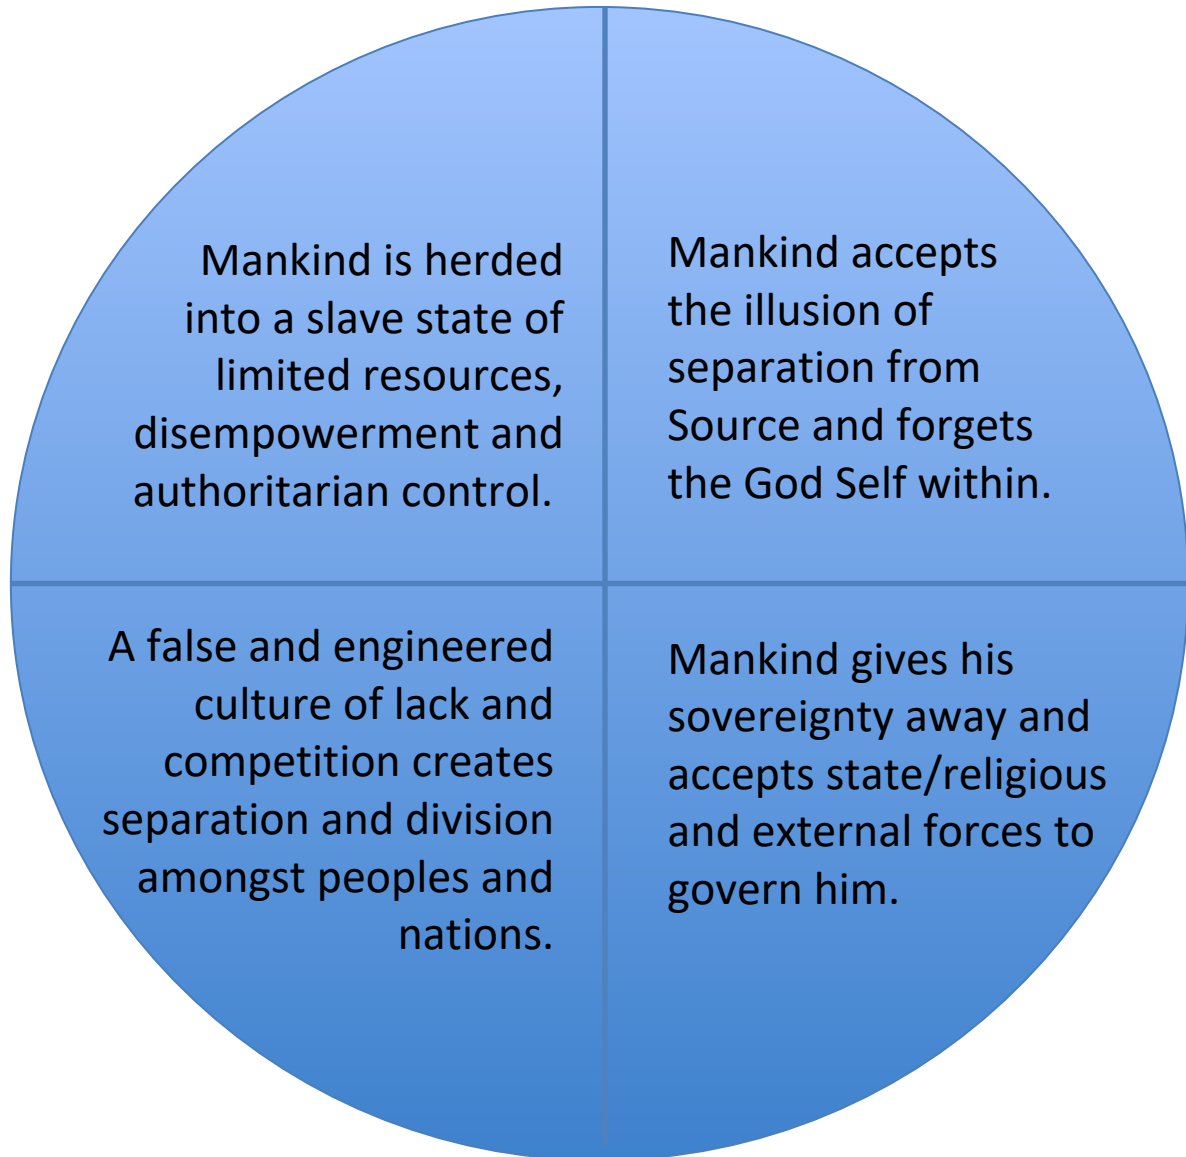 Mankind is herded
into a slave state of
limited resources,
disempowerment and
authoritarian control.
Mankind accepts
the illusion of
separation from
Source and forgets
the God Self within.
A false and engineered
culture of lack and
competition creates
separation and division
amongst peoples and
nations.
Mankind gives his
sovereignty away and
accepts state/religious
and external forces to
govern him.